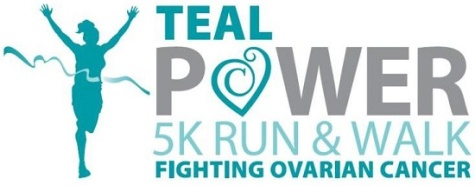 TEAL
POWER
5K RUN & WALK
FIGHTING OVARIAN CANCER